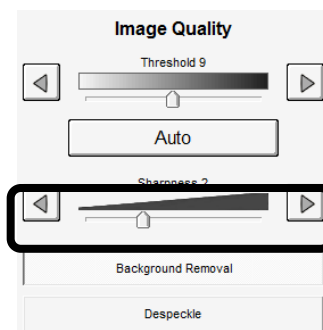 Image Quality
Threshold 9
Auto
Sharpness 2
Background Removal
Despeckle